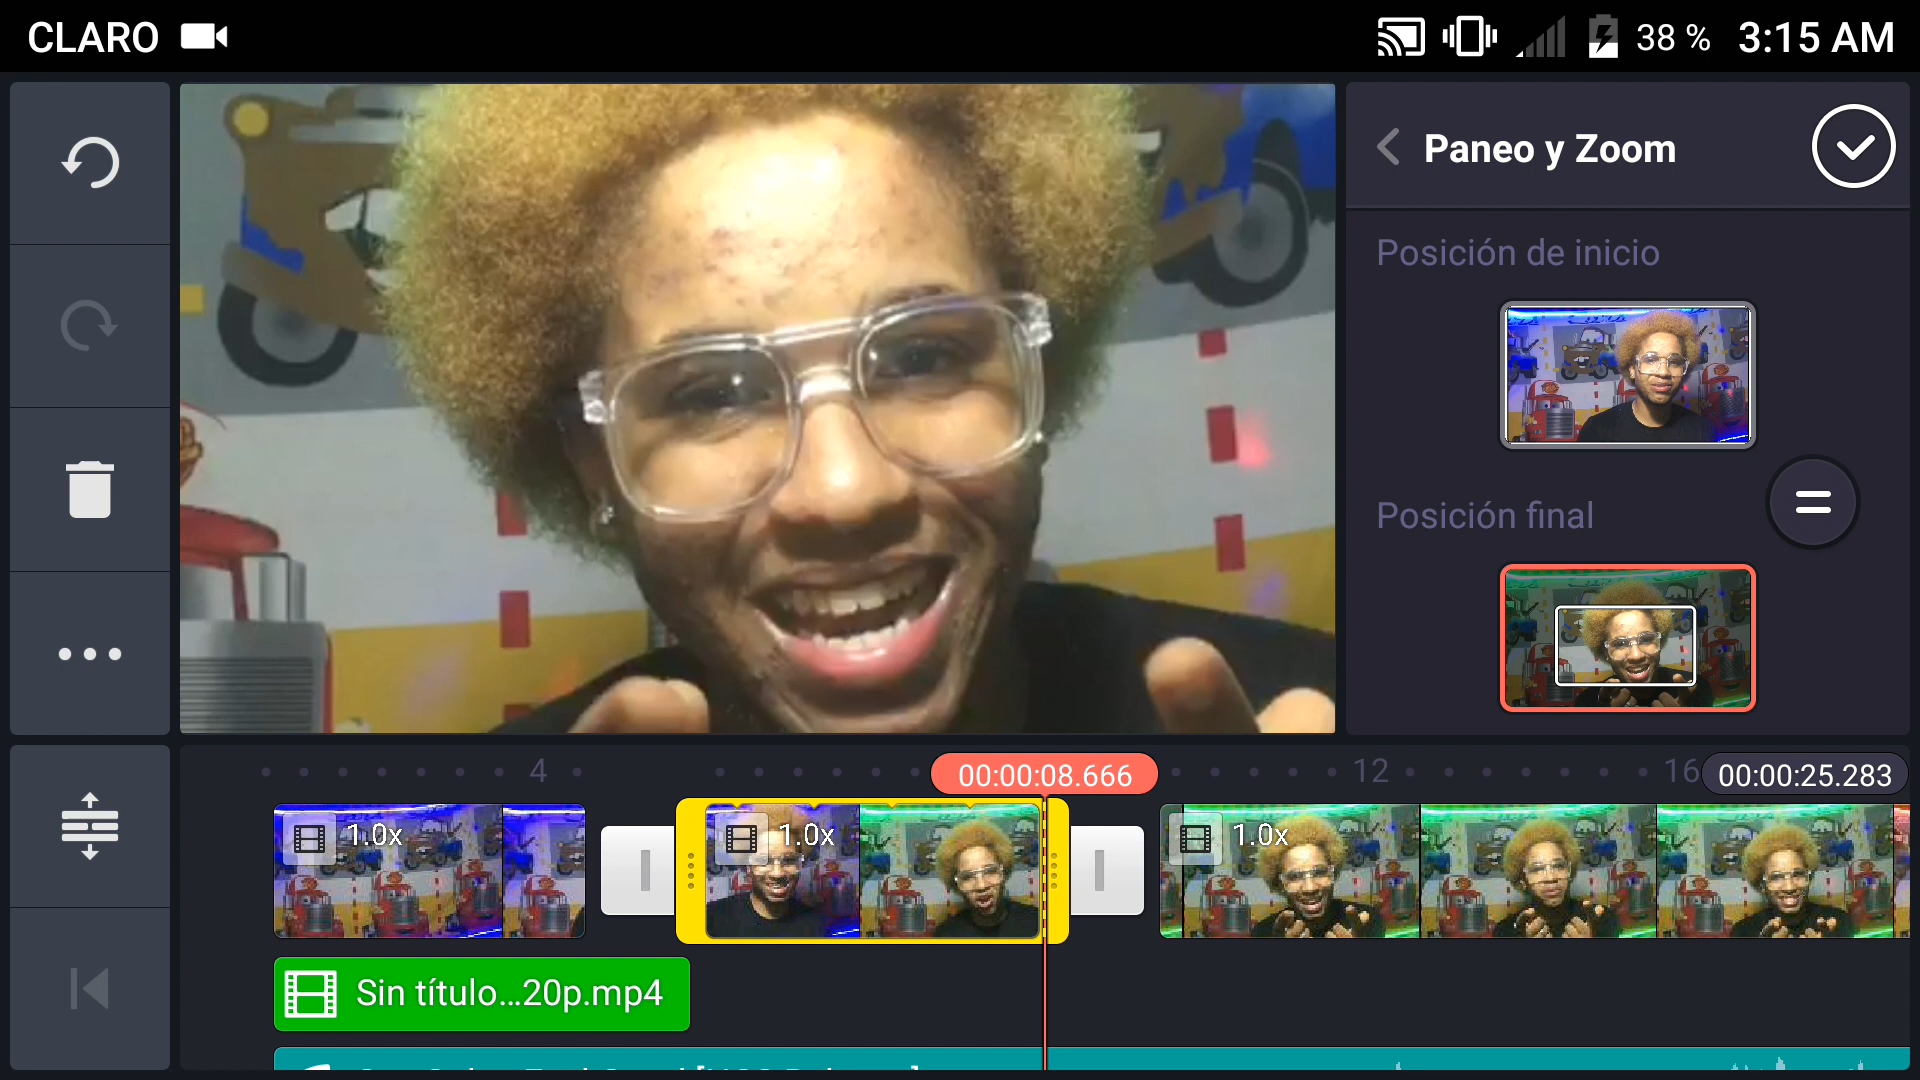 CLARO
38 %
3:15 AM
Paneo y Zoom
Posición de inicio
Posición final
4
00:00:08.666
12
16
00:00:25.283
1.0x
1.0x
1.0x
Sin título...20p.mp4